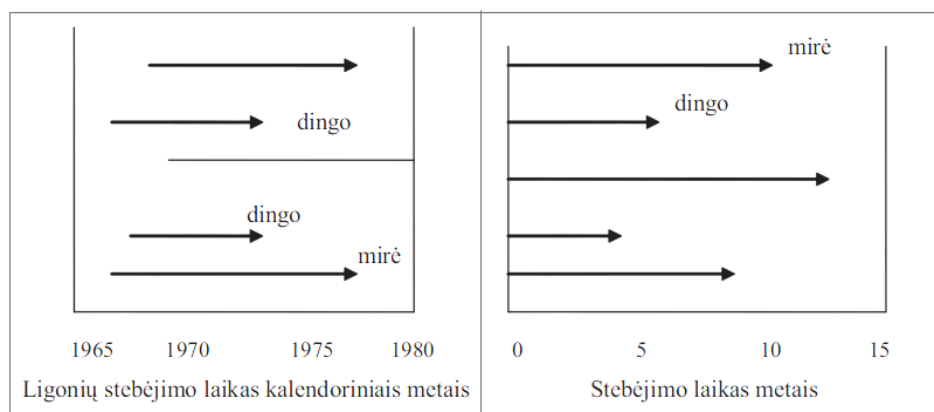 dingo
dingo
mirė
1965 1970 1975 1980
Ligonių stebėjimo laikas kalendoriniais metais
mirė
dingo
0 5 10 15
Stebėjimo laikas metais